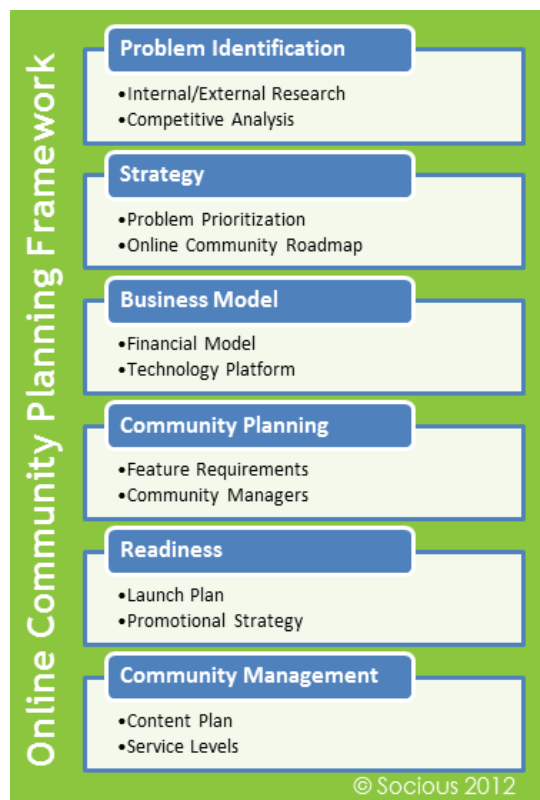 Online Community Planning Framework
Problem Identification
•Internal/External Research
•Competitive Analysis
Strategy
•Problem Prioritization
•Online Community Roadmap
Business Model
•Financial Model
•Technology Platform
Community Planning
•Feature Requirements
•Community Managers
Readiness
•Launch Plan
•Promotional Strategy
Community Management
•Content Plan
•Service Levels
© Socious 2012